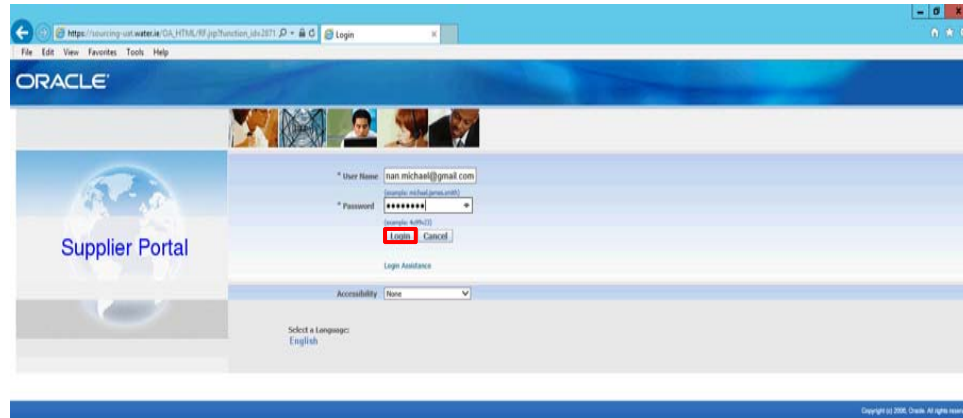 https://sourcing-uat.water.ie/OA_HTML/RF.jsp?function_id=2871
Login
File Edit View Favorites Tools Help
ORACLE
* User Name nan.michael@gmail.com
(example: michael.james.smith)
* Password ••••••••
(example: 4u99v23)
Login Cancel
Login Assistance
Supplier Portal
Accessibility None
Select a Language:
English
Copyright (c) 2006, Oracle. All rights